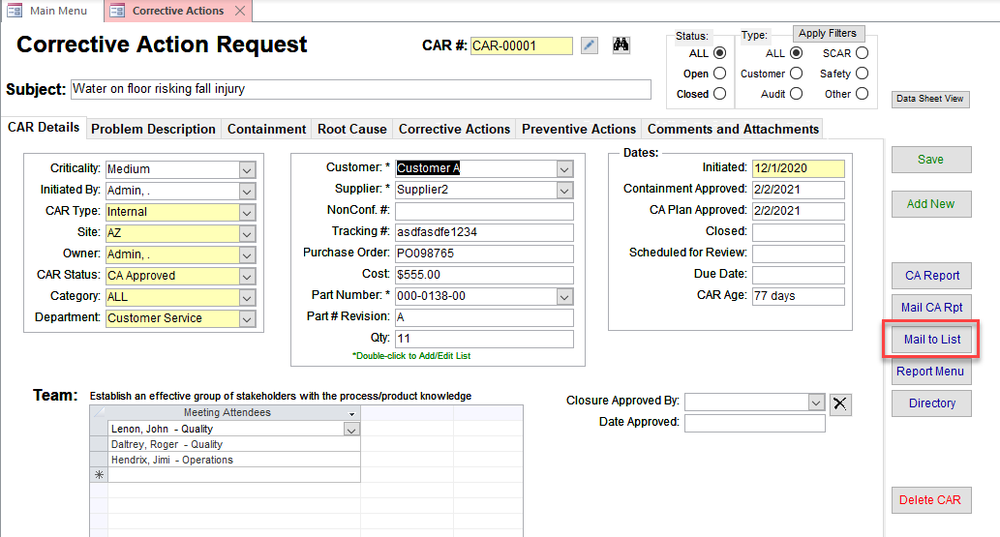 Main Menu
Corrective Actions
Corrective Action Request
CAR #: CAR-00001
Status:
ALL
Open
Closed
Type:
Apply Filters
ALL
SCAR
Customer
Safety
Audit
Other
Subject: Water on floor risking fall injury
Data Sheet View
CAR Details
Problem Description
Containment
Root Cause
Corrective Actions
Preventive Actions
Comments and Attachments
Criticality: Medium
Initiated By: Admin, .
CAR Type: Internal
Site: AZ
Owner: Admin, .
CAR Status: CA Approved
Category: ALL
Department: Customer Service
Customer: * Customer A
Supplier: * Supplier2
NonConf. #:
Tracking #: asdfasdfe1234
Purchase Order: PO098765
Cost: $555.00
Part Number: * 000-0138-00
Part # Revision: A
Qty: 11
*Double-click to Add/Edit List
Dates:
Initiated: 12/1/2020
Containment Approved: 2/2/2021
CA Plan Approved: 2/2/2021
Closed:
Scheduled for Review:
Due Date:
CAR Age: 77 days
Save
Add New
CA Report
Mail CA Rpt
Mail to List
Report Menu
Directory
Delete CAR
Team: Establish an effective group of stakeholders with the process/product knowledge
Meeting Attendees
Lenon, John - Quality
Daltrey, Roger - Quality
Hendrix, Jimi - Operations
Closure Approved By:
Date Approved: